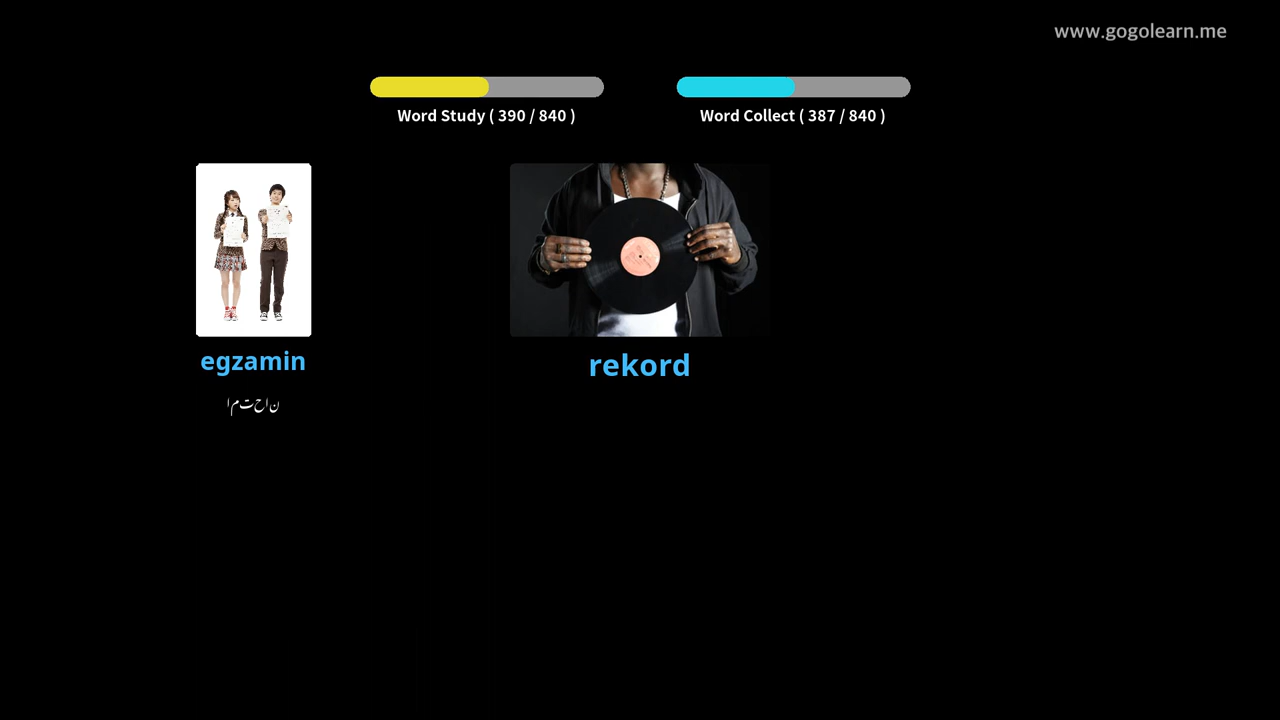 www.gogolearn.me
Word Study ( 390 / 840 )
Word Collect ( 387 / 840 )
egzamin
rekord
امتحان